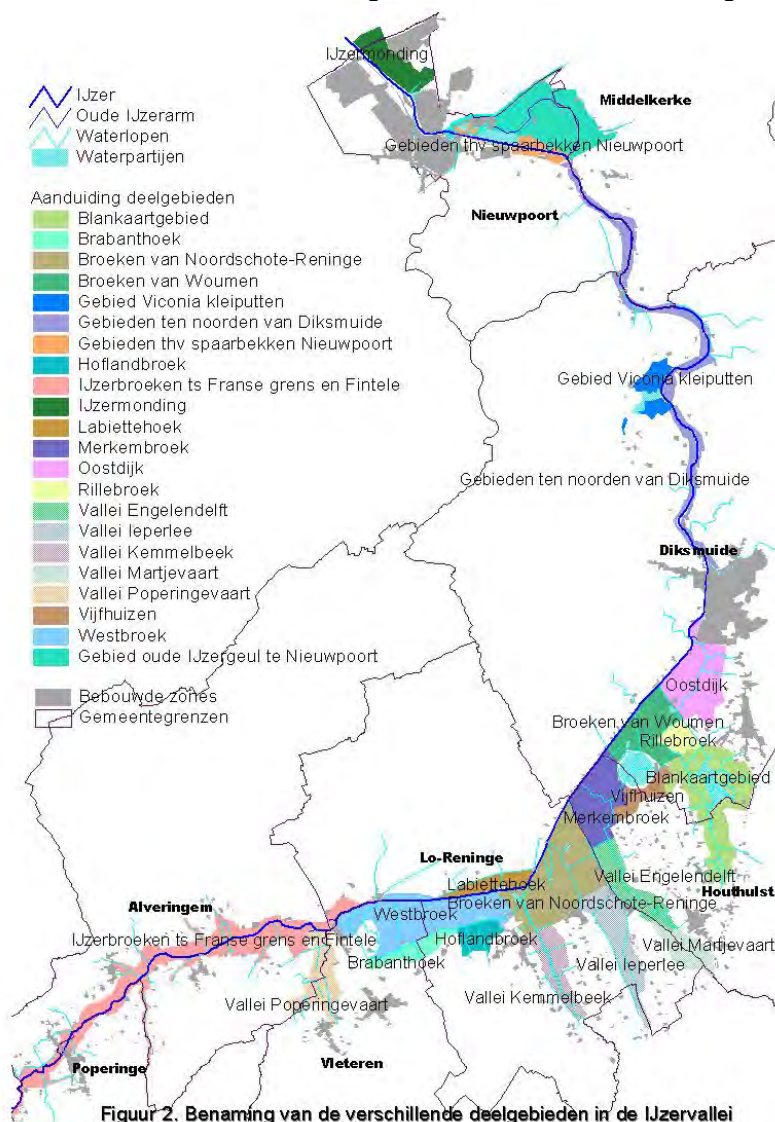 IJzer
Oude IJzerarm
Waterlopen
Waterpartijen
Aanduiding deelgebieden
Blankaartgebied
Brabanthoek
Broeken van Noordschote-Reninge
Broeken van Woumen
Gebied Viconia kleiputten
Gebieden ten noorden van Diksmuide
Gebieden thv spaarbekken Nieuwpoort
Hoflandbroek
IJzerbroeken ts Franse grens en Fintele
IJzermonding
Labiettehoek
Merkembroek
Oostdijk
Rillebroek
Vallei Engelendelft
Vallei Ieperlee
Vallei Kemmelbeek
Vallei Martjevaart
Vallei Poperingevaart
Vijfhuizen
Westbroek
Gebied oude IJzergeul te Nieuwpoort
Bebouwde zones
Gemeentegrenzen
IJzermonding
Middelkerke
Gebieden thv spaarbekken Nieuwpoort
Nieuwpoort
Gebied Viconia kleiputten
Gebieden ten noorden van Diksmuide
Diksmuide
Oostdijk
Broeken van Woumen
Rillebroek
Blankaartgebied
Vijfhuizen
Merkembroek
Lo-Reninge
Vallei Engelendelft
Labiettehoek
Houthulst
Broeken van Noordschote-Reninge
Alveringem
Westbroek
IJzerbroeken ts Franse grens en Fintele
Hoflandbroek
Vallei Martjevaart
Brabanthoek
Vallei Ieperlee
Vallei Kemmelbeek
Vallei Poperingevaart
Vleteren
Poperinge
Figuur 2. Benaming van de verschillende deelgebieden in de IJzervallei